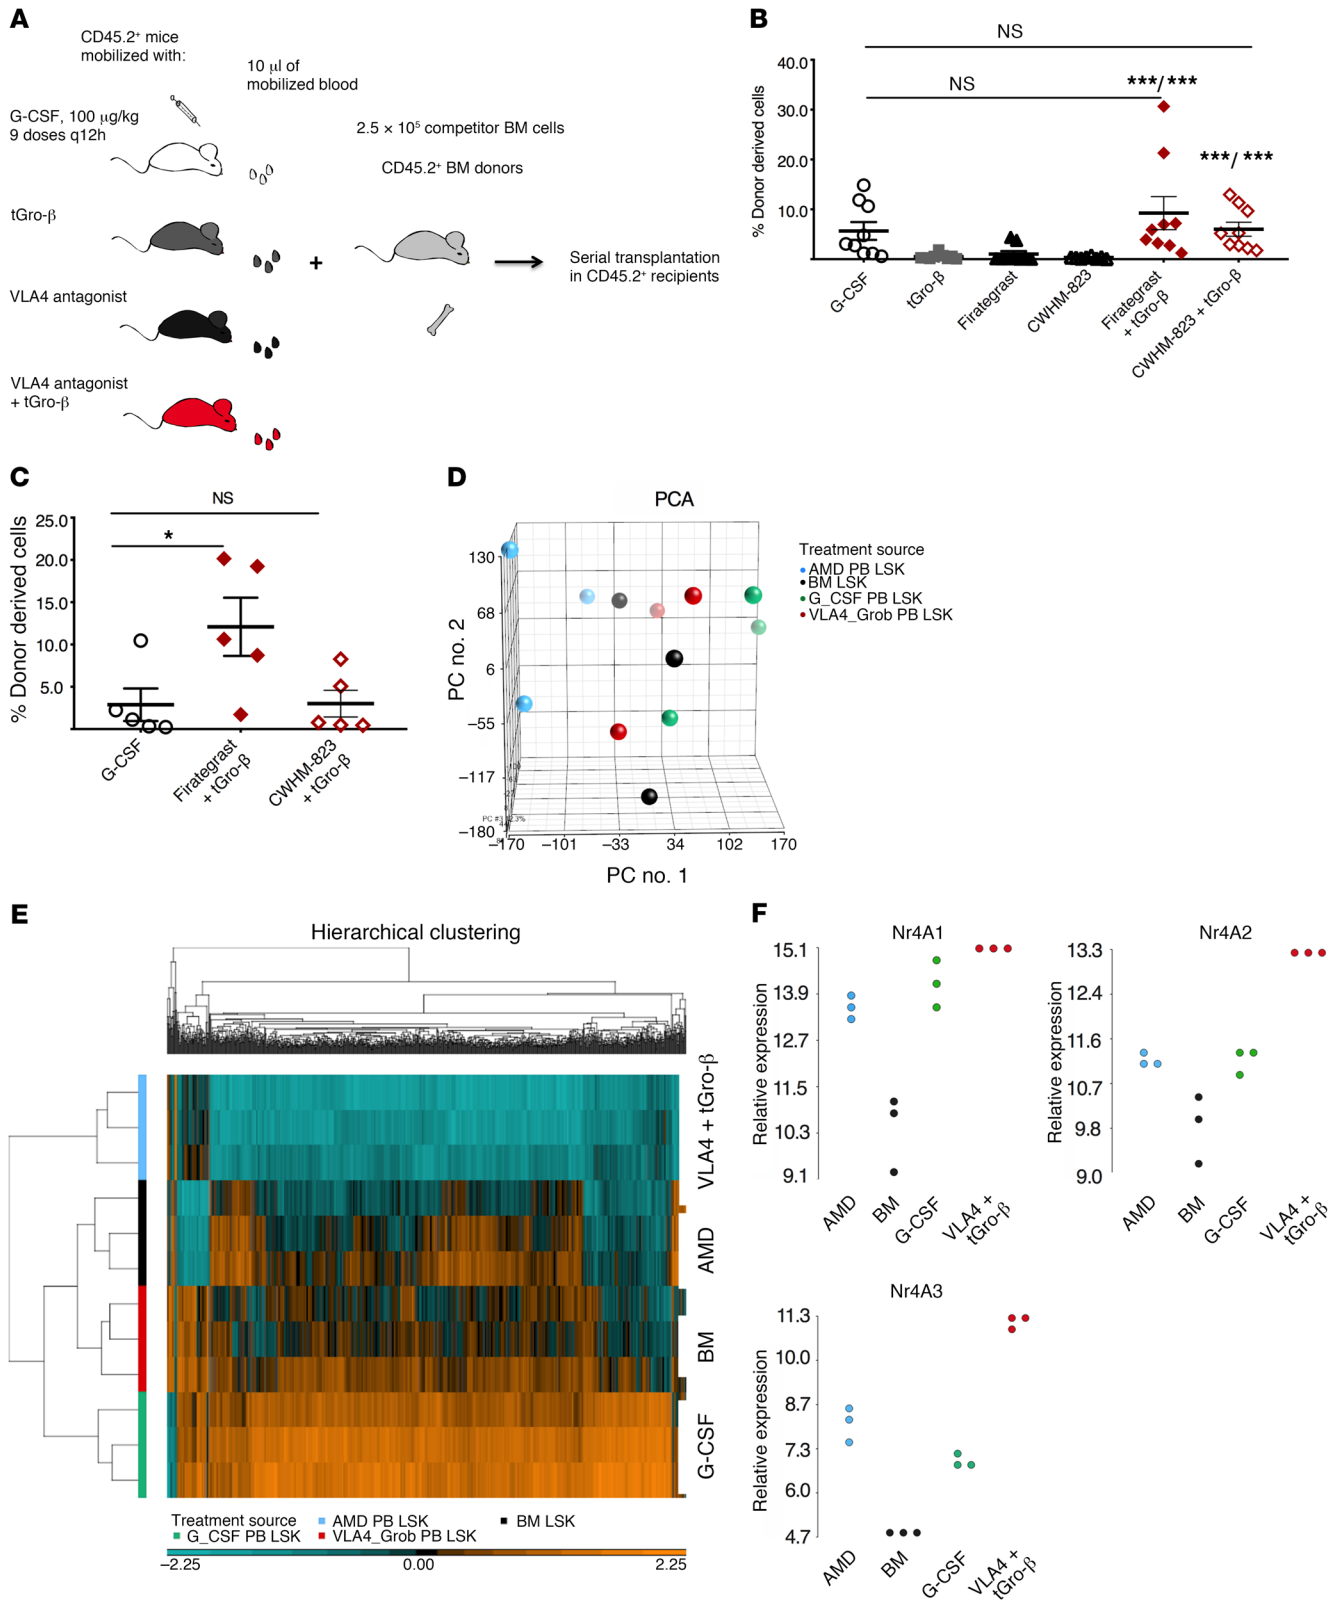 A
CD45.2⁺ mice
mobilized with:
10 μl of
mobilized blood
G-CSF, 100 μg/kg
9 doses q12h
2.5 × 10⁵ competitor BM cells
CD45.2⁺ BM donors
tGro-β
+
Serial transplantation
in CD45.2⁺ recipients
VLA4 antagonist
VLA4 antagonist
+ tGro-β
B
NS
NS
***/***
***/***
% Donor derived cells
40.0
30.0
20.0
10.0
G-CSF
tGro-β
Firategrast
CWHM-823
Firategrast
+ tGro-β
CWHM-823 + tGro-β
C
NS
*
% Donor derived cells
25.0
20.0
15.0
10.0
5.0
G-CSF
Firategrast
+ tGro-β
CWHM-823
+ tGro-β
D
PCA
PC no. 2
130
68
6
−55
−117
−180
−170
−101
−33
34
102
170
PC no. 1
Treatment source
AMD PB LSK
BM LSK
G_CSF PB LSK
VLA4_Grob PB LSK
E
Hierarchical clustering
VLA4 + tGro-β
AMD
BM
G-CSF
Treatment source
AMD PB LSK
BM LSK
G_CSF PB LSK
VLA4_Grob PB LSK
−2.25
0.00
2.25
F
Nr4A1
Relative expression
15.1
13.9
12.7
11.5
10.3
9.1
AMD
BM
G-CSF
VLA4 +
tGro-β
Nr4A2
Relative expression
13.3
12.4
11.6
10.7
9.8
9.0
AMD
BM
G-CSF
VLA4 +
tGro-β
Nr4A3
Relative expression
11.3
10.0
8.7
7.3
6.0
4.7
AMD
BM
G-CSF
VLA4 +
tGro-β